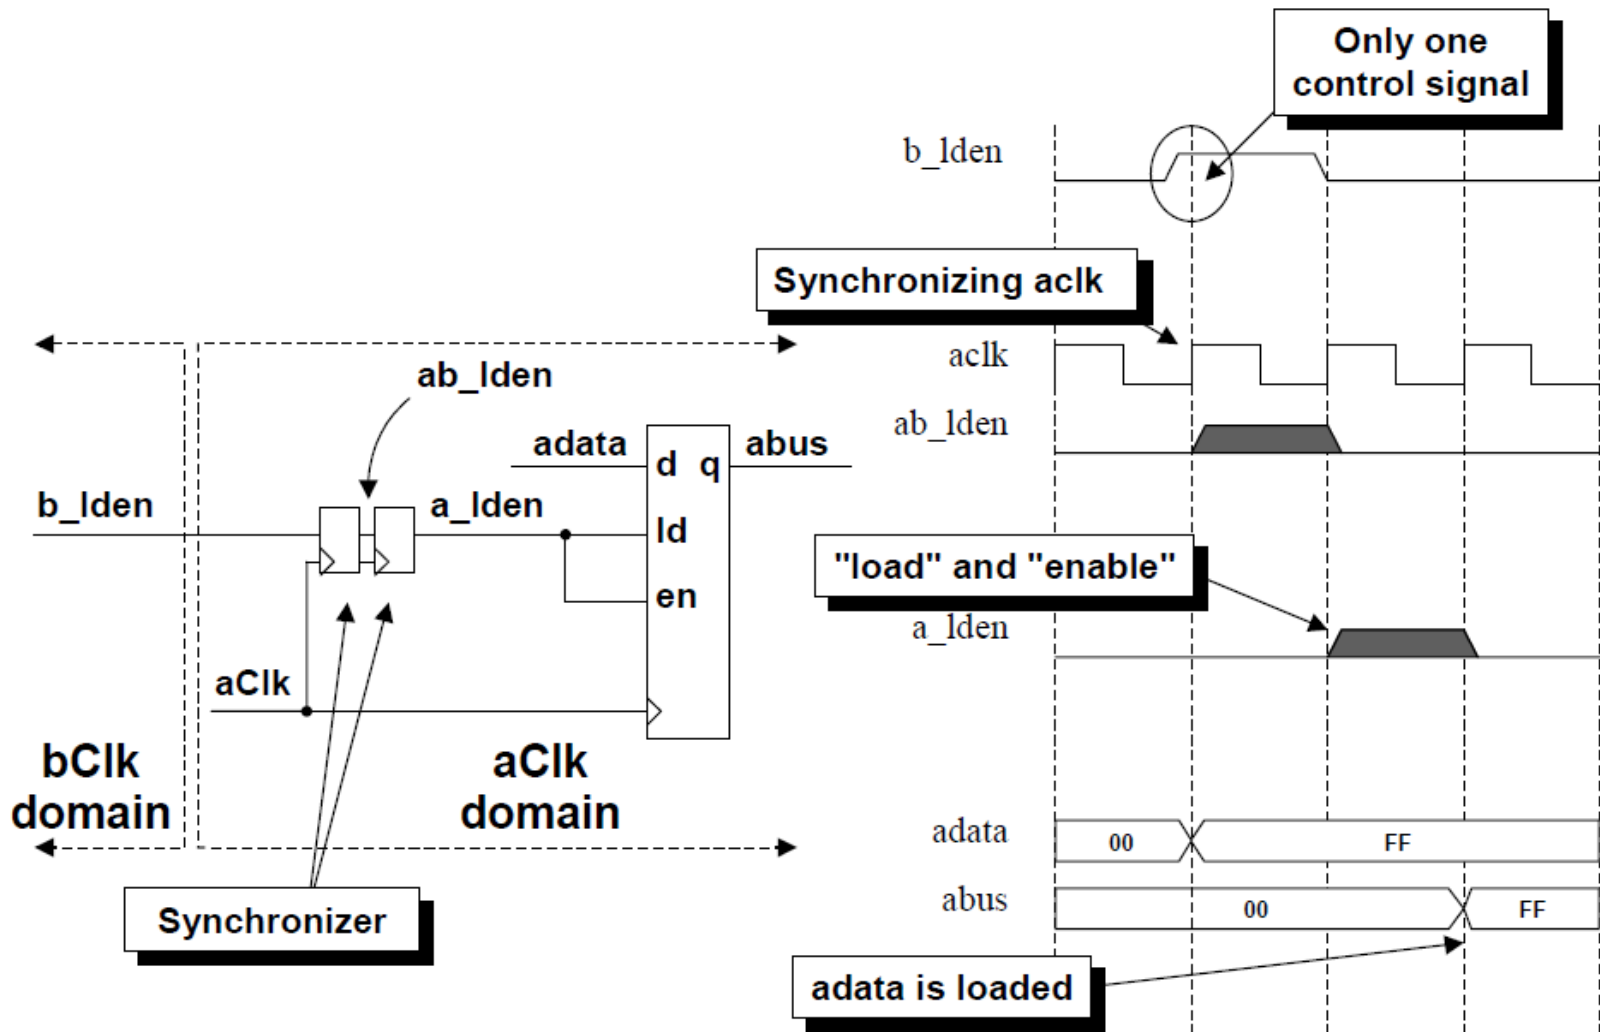 Only one
control signal
b_lden
Synchronizing aclk
aclk
ab_lden
ab_lden
adata
abus
d q
b_lden
a_lden
ld
"load" and "enable"
en
a_lden
aClk
bClk
domain
aClk
domain
adata
00
FF
abus
00
FF
Synchronizer
adata is loaded